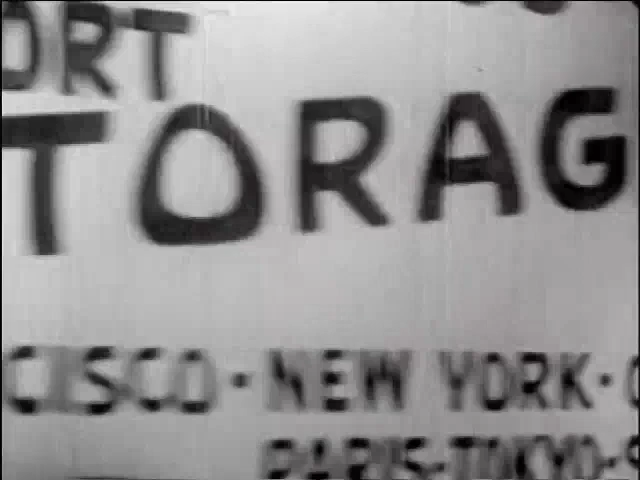 ORT
TORAG
CISCO · NEW YORK · 
PARIS-TOKYO-S